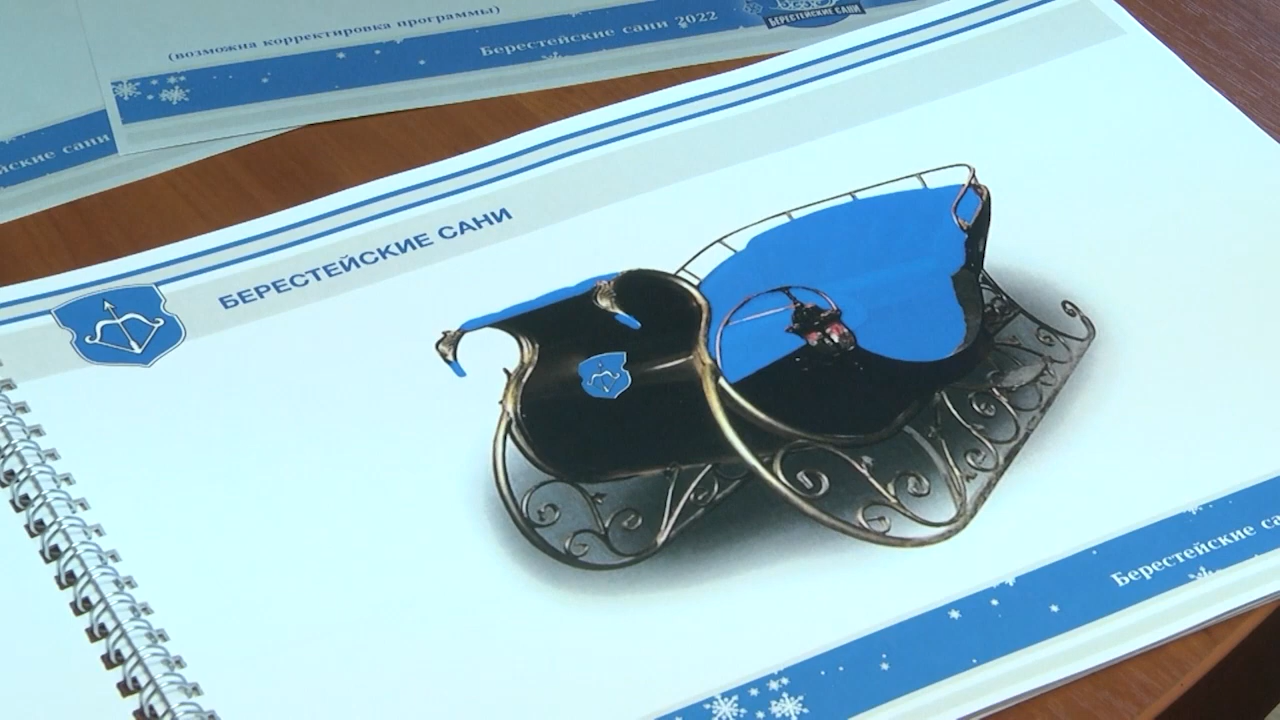 (возможна корректировка программы)
Берестейские сани 2022
БЕРЕСТЕЙСКИЕ САНИ
сани
БЕРЕСТЕЙСКИЕ САНИ
Берестейские